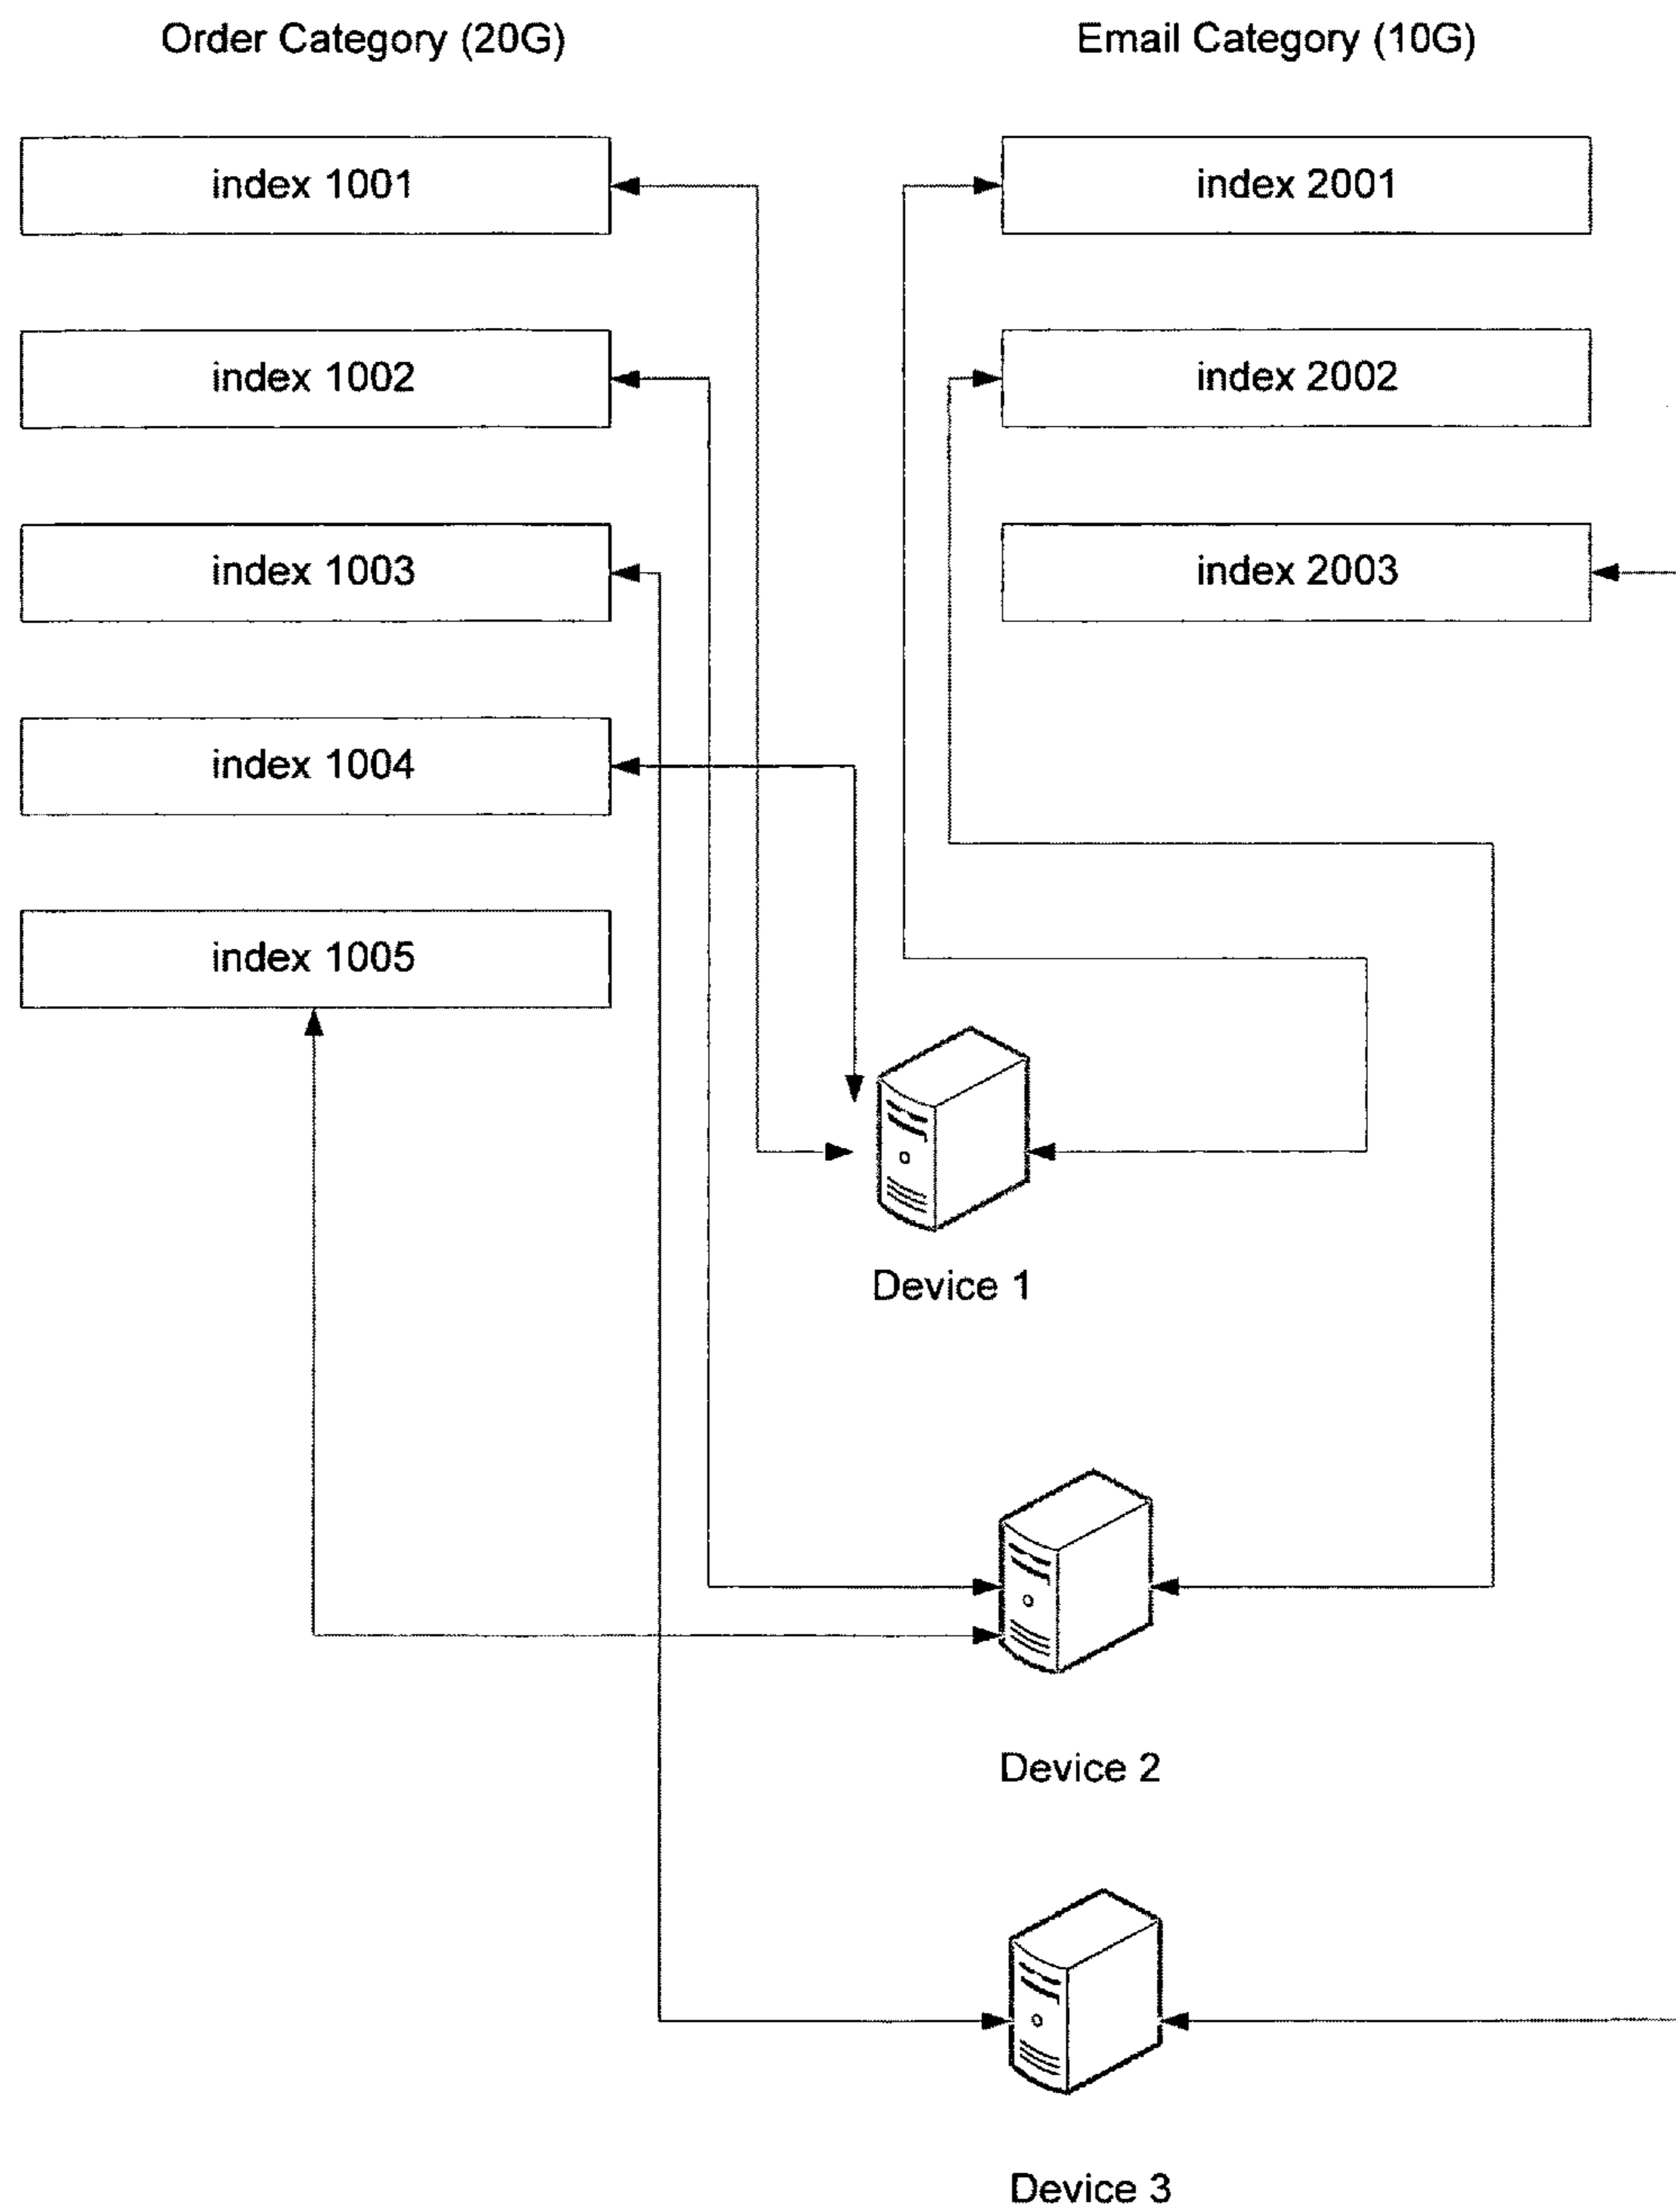 Order Category (20G)
Email Category (10G)
index 1001
index 2001
index 1002
index 2002
index 1003
index 2003
index 1004
index 1005
Device 1
Device 2
Device 3